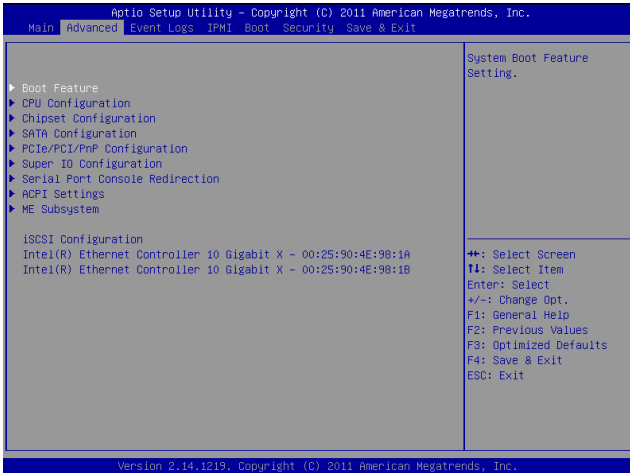 Aptio Setup Utility – Copyright (C) 2011 American Megatrends, Inc.
Main Advanced Event Logs IPMI Boot Security Save & Exit
System Boot Feature
Setting.
▶ Boot Feature
▶ CPU Configuration
▶ Chipset Configuration
▶ SATA Configuration
▶ PCIe/PCI/PnP Configuration
▶ Super IO Configuration
▶ Serial Port Console Redirection
▶ ACPI Settings
▶ ME Subsystem
iSCSI Configuration
Intel(R) Ethernet Controller 10 Gigabit X – 00:25:90:4E:98:1A
Intel(R) Ethernet Controller 10 Gigabit X – 00:25:90:4E:98:1B
→←: Select Screen
↑↓: Select Item
Enter: Select
+/-: Change Opt.
F1: General Help
F2: Previous Values
F3: Optimized Defaults
F4: Save & Exit
ESC: Exit
Version 2.14.1219. Copyright (C) 2011 American Megatrends, Inc.